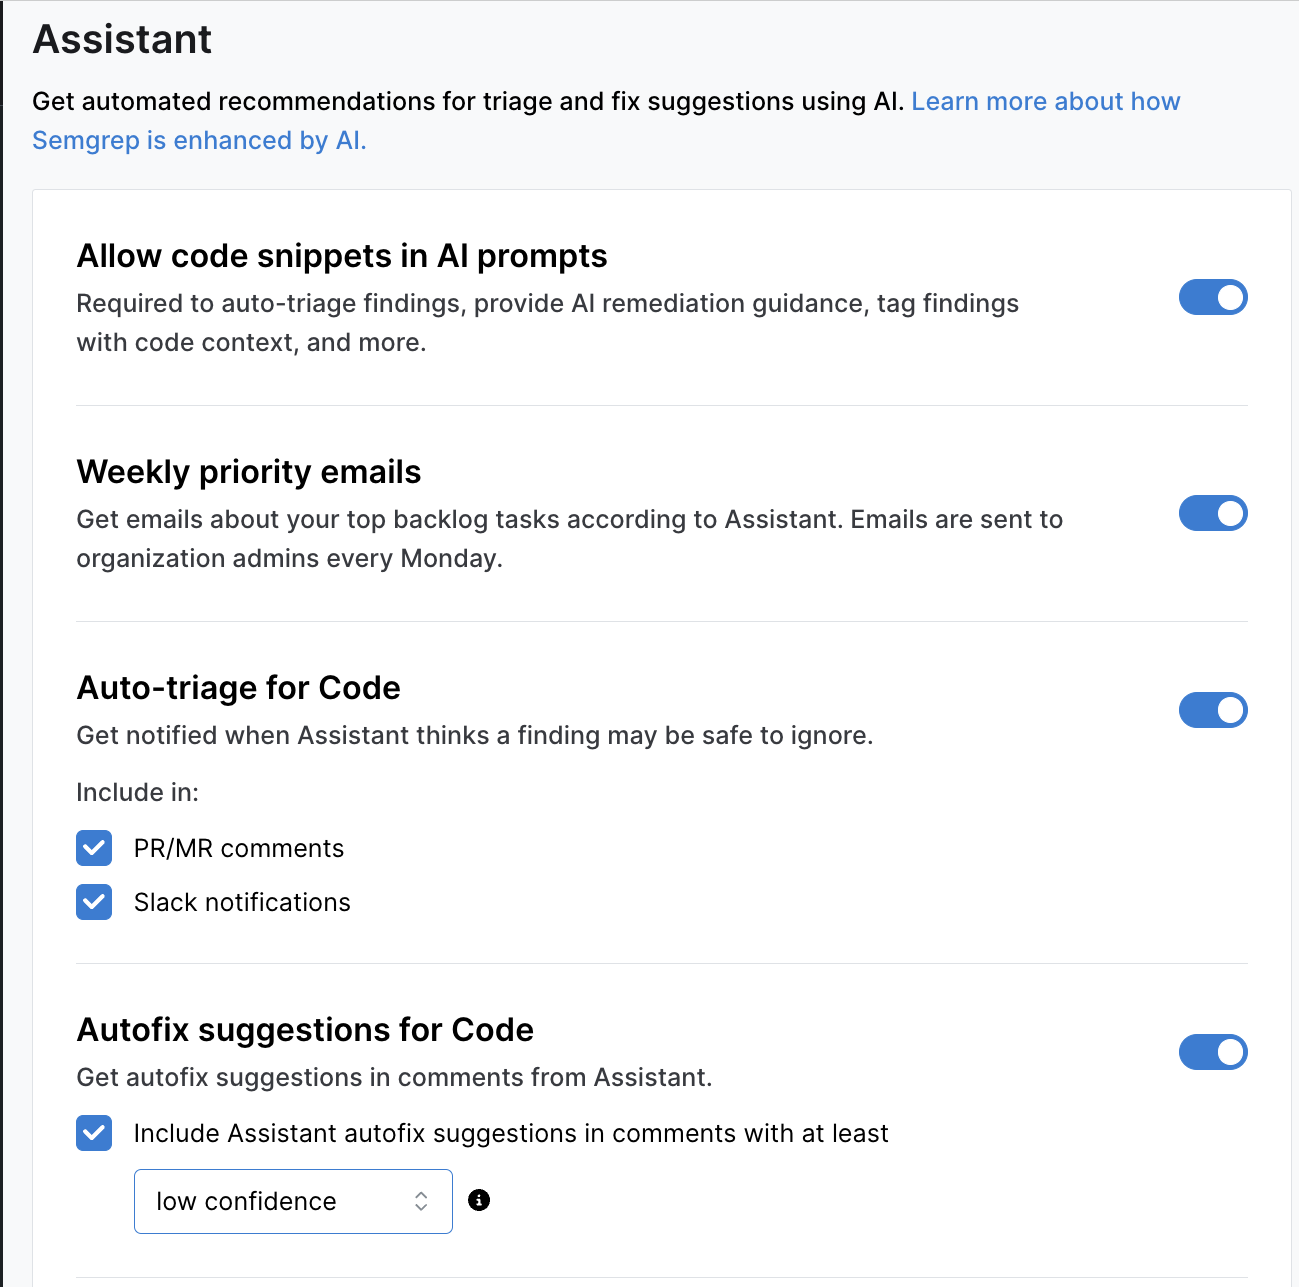 Assistant
Get automated recommendations for triage and fix suggestions using AI. Learn more about how
Semgrep is enhanced by AI.
Allow code snippets in AI prompts
Required to auto-triage findings, provide AI remediation guidance, tag findings
with code context, and more.
Weekly priority emails
Get emails about your top backlog tasks according to Assistant. Emails are sent to
organization admins every Monday.
Auto-triage for Code
Get notified when Assistant thinks a finding may be safe to ignore.
Include in:
PR/MR comments
Slack notifications
Autofix suggestions for Code
Get autofix suggestions in comments from Assistant.
Include Assistant autofix suggestions in comments with at least
low confidence